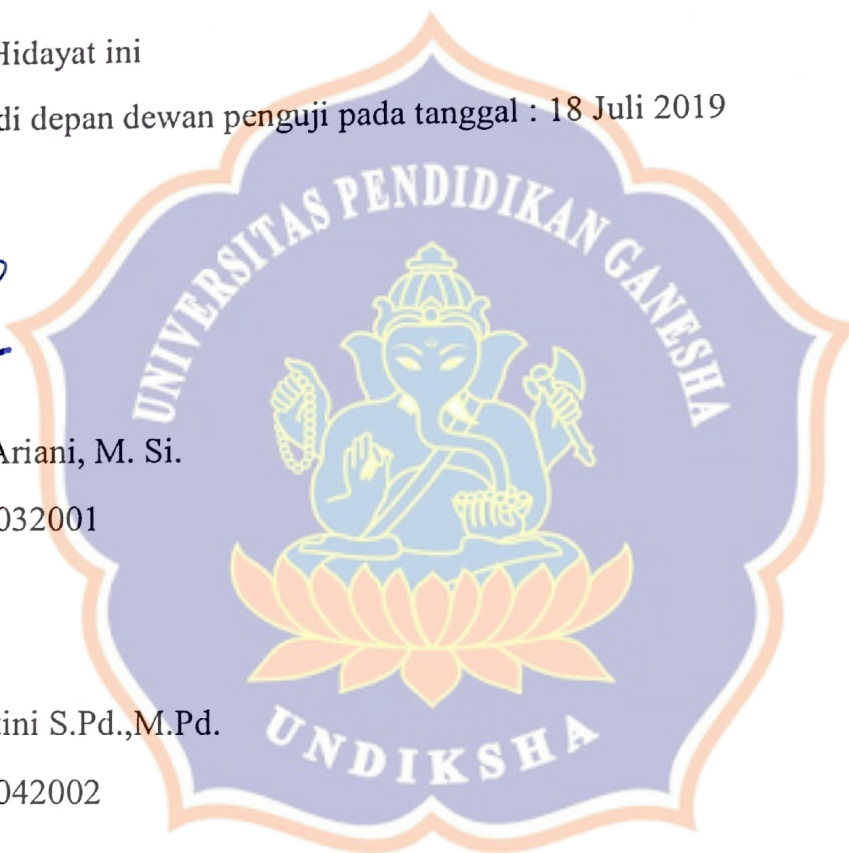 Hidayat ini
di depan dewan penguji pada tanggal : 18 Juli 2019
UNIVERSITAS PENDIDIKAN GANESHA
Ariani, M. Si.
032001
tini S.Pd.,M.Pd.
UNDIKSHA
042002